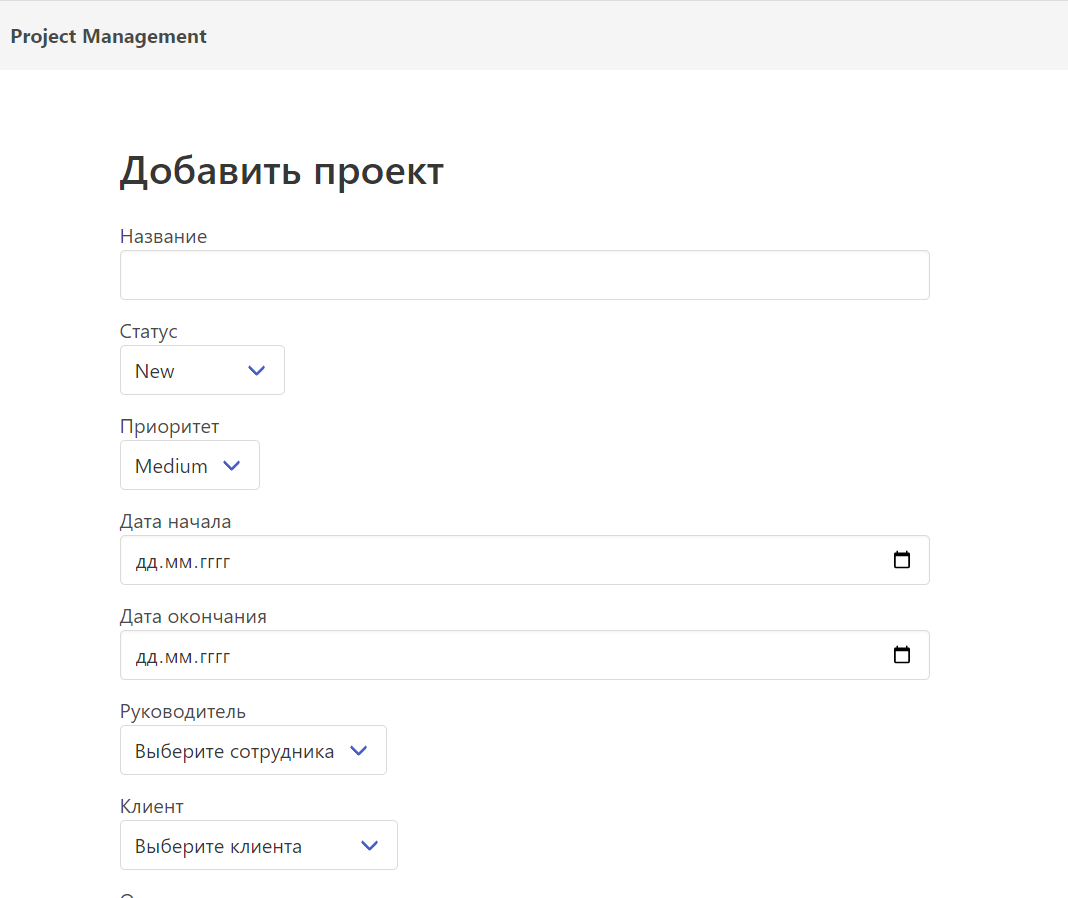 Project Management
Добавить проект
Название
Статус
New
Приоритет
Medium
Дата начала
дд.мм.гггг
Дата окончания
дд.мм.гггг
Руководитель
Выберите сотрудника
Клиент
Выберите клиента